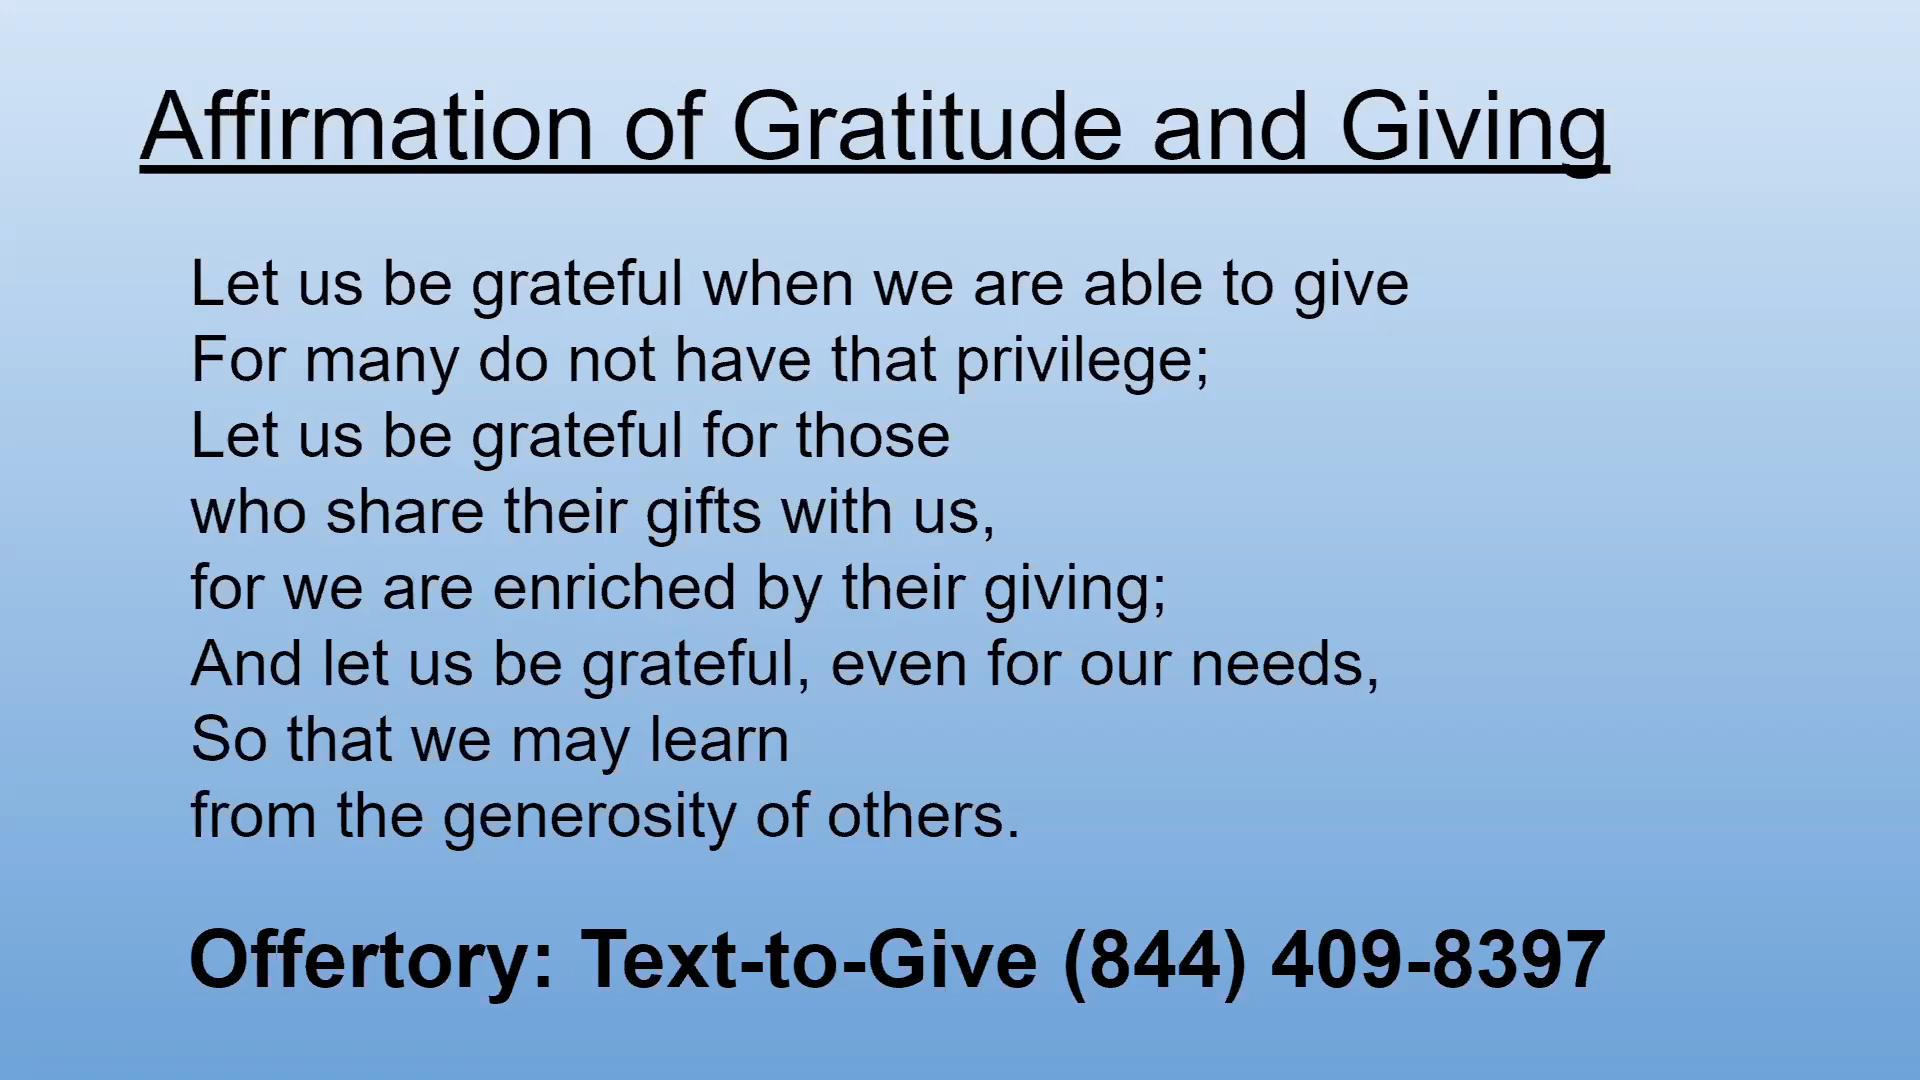 Affirmation of Gratitude and Giving
Let us be grateful when we are able to give
For many do not have that privilege;
Let us be grateful for those
who share their gifts with us,
for we are enriched by their giving;
And let us be grateful, even for our needs,
So that we may learn
from the generosity of others.
Offertory: Text-to-Give (844) 409-8397